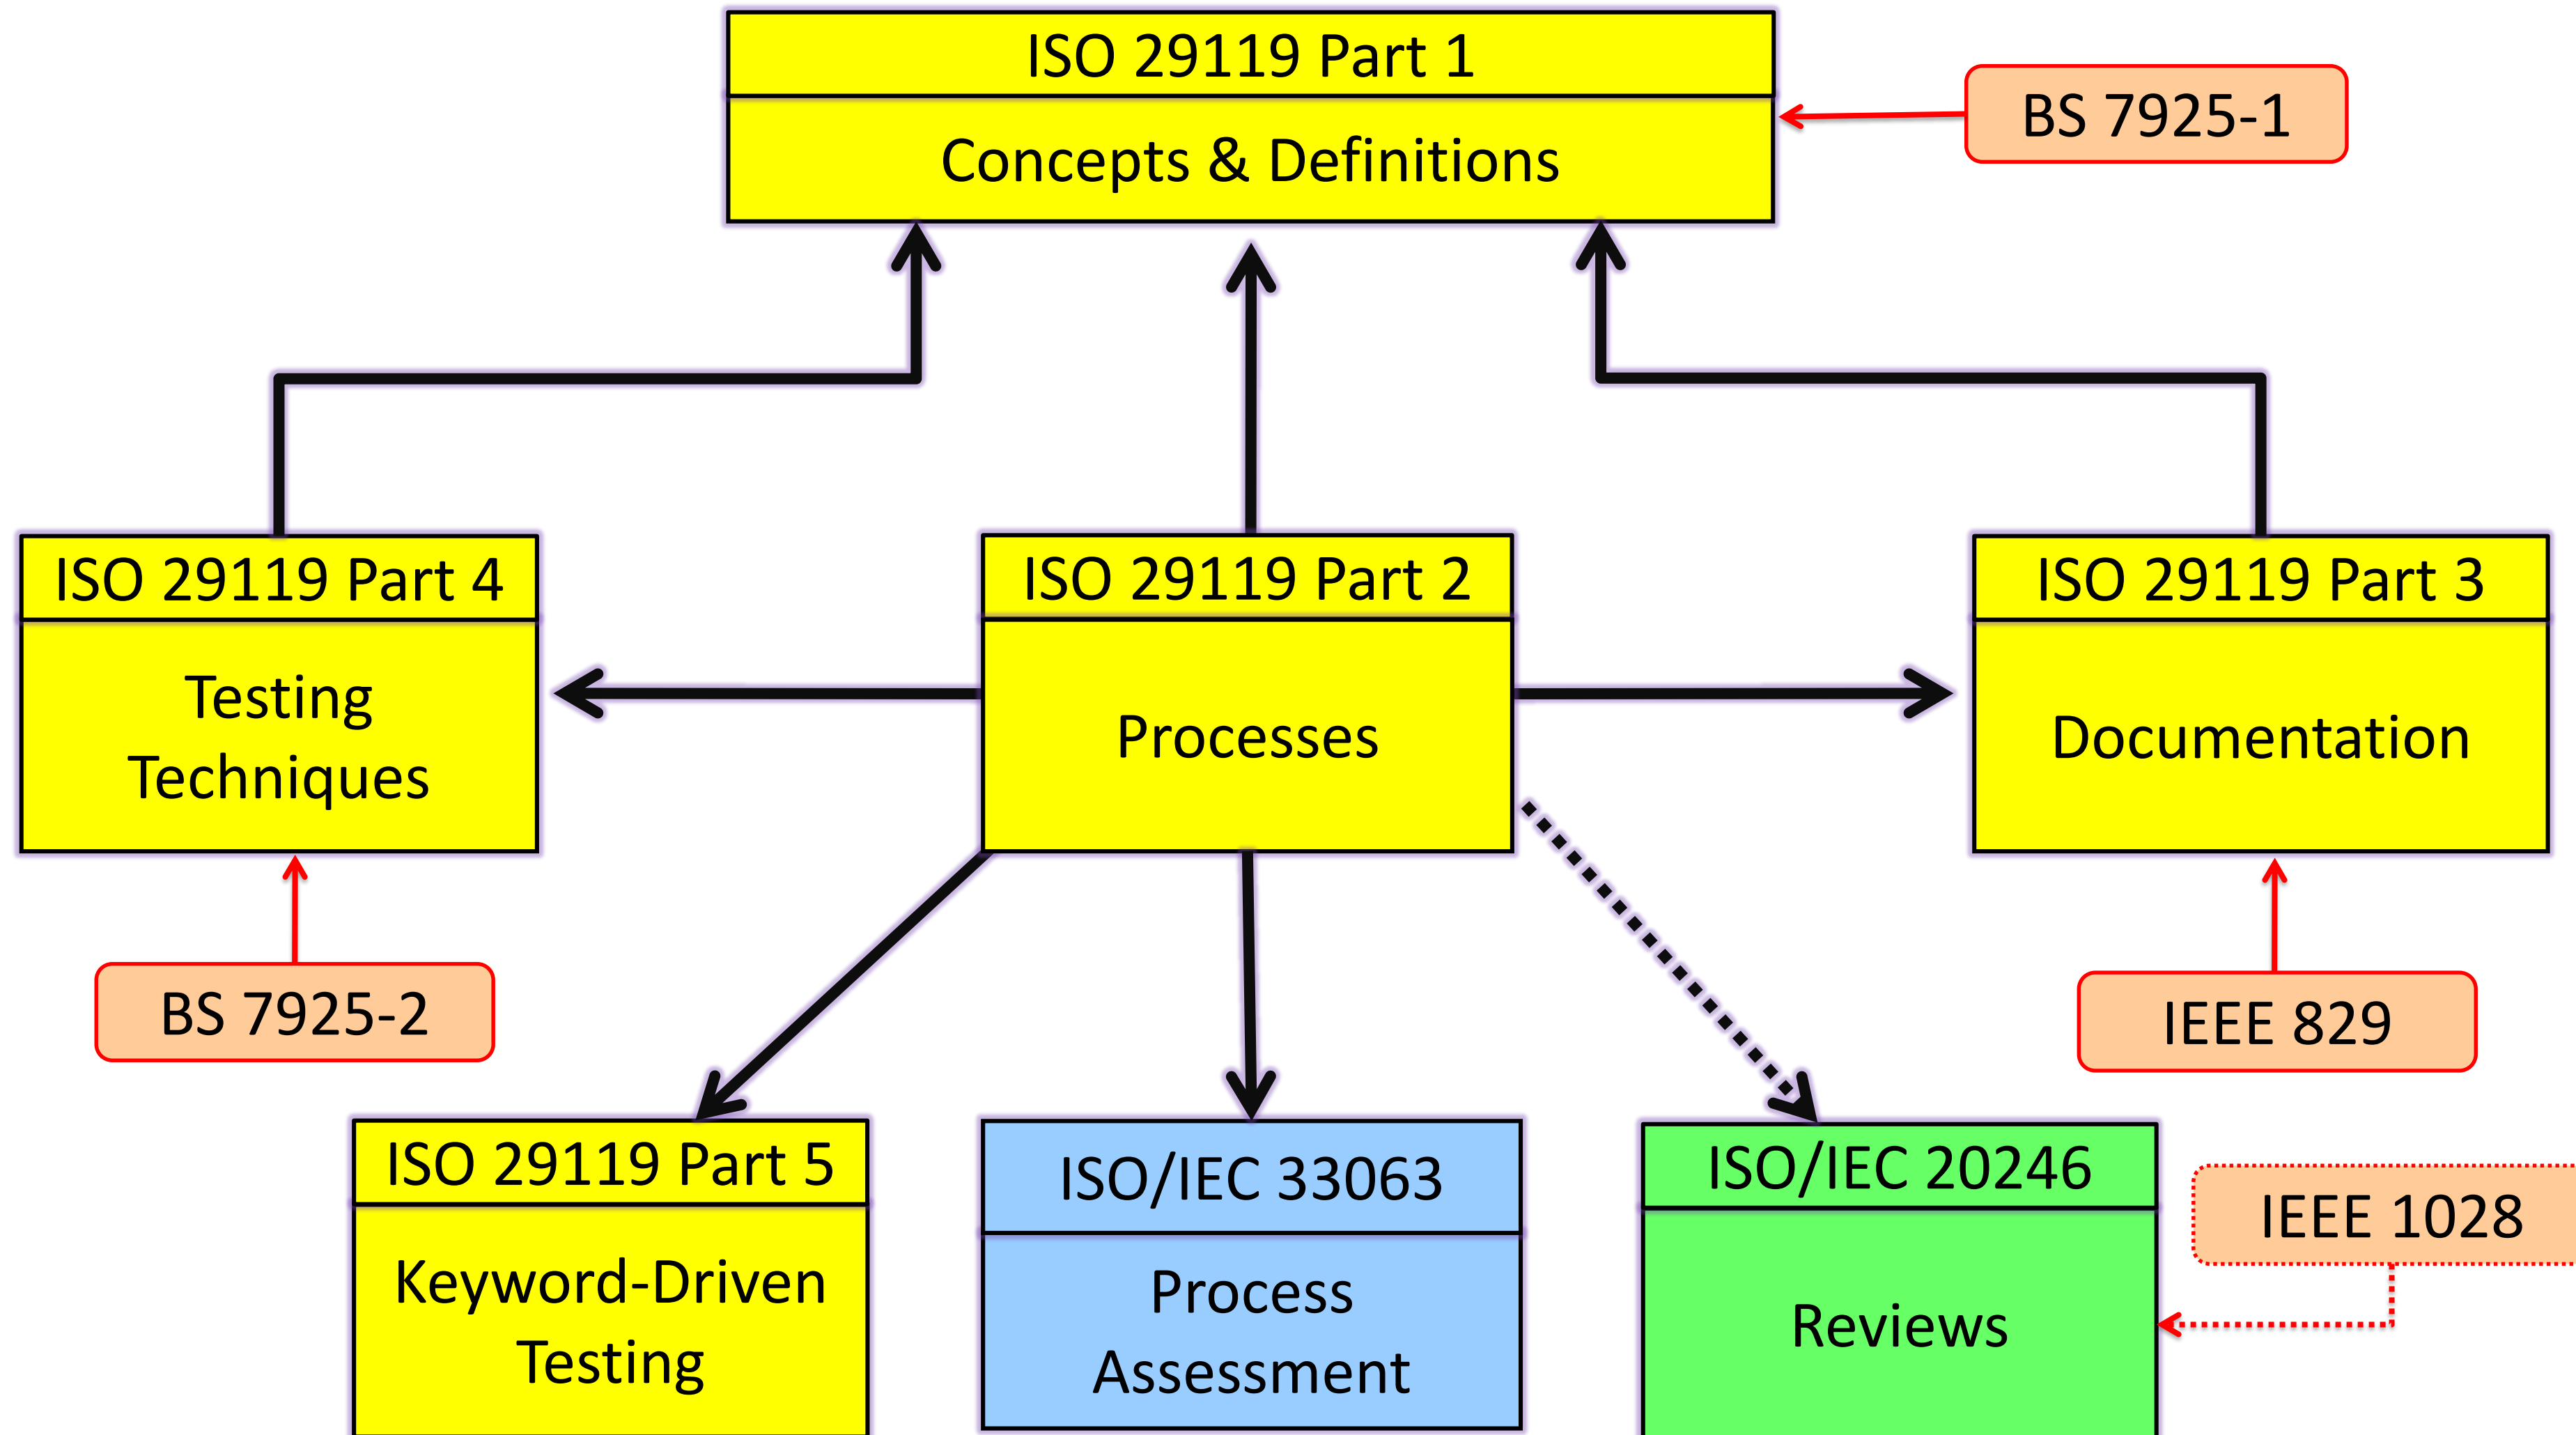 ISO 29119 Part 1
Concepts & Definitions
BS 7925-1
ISO 29119 Part 4
Testing
Techniques
ISO 29119 Part 2
Processes
ISO 29119 Part 3
Documentation
BS 7925-2
IEEE 829
ISO 29119 Part 5
Keyword-Driven
Testing
ISO/IEC 33063
Process
Assessment
ISO/IEC 20246
Reviews
IEEE 1028